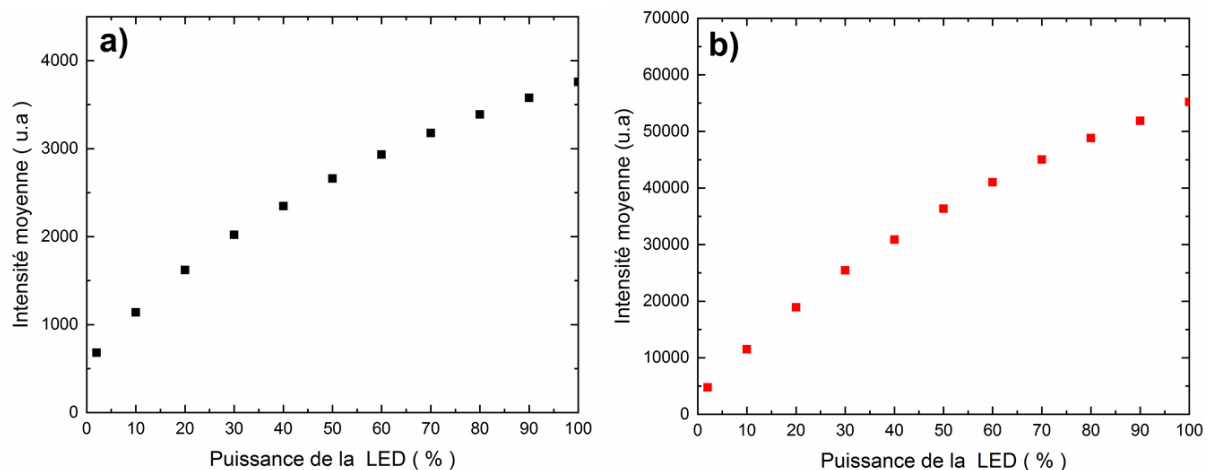 a)
Intensité moyenne ( u.a )
4000
3000
2000
1000
0
0 10 20 30 40 50 60 70 80 90 100
Puissance de la LED ( % )
b)
Intensité moyenne (u.a)
70000
60000
50000
40000
30000
20000
10000
0
0 10 20 30 40 50 60 70 80 90 100
Puissance de la LED ( % )